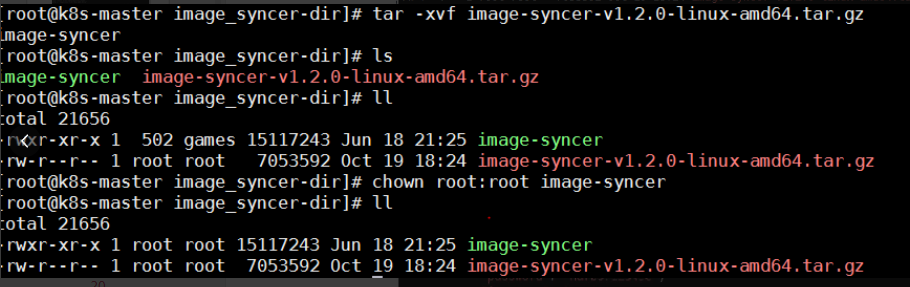 [root@k8s-master image_syncer-dir]# tar -xvf image-syncer-v1.2.0-linux-amd64.tar.gz
image-syncer
[root@k8s-master image_syncer-dir]# ls
image-syncer  image-syncer-v1.2.0-linux-amd64.tar.gz
[root@k8s-master image_syncer-dir]# ll
total 21656
-rwxr-xr-x 1  502 games 15117243 Jun 18 21:25 image-syncer
-rw-r--r-- 1 root root   7053592 Oct 19 18:24 image-syncer-v1.2.0-linux-amd64.tar.gz
[root@k8s-master image_syncer-dir]# chown root:root image-syncer
[root@k8s-master image_syncer-dir]# ll
total 21656
-rwxr-xr-x 1 root root 15117243 Jun 18 21:25 image-syncer
-rw-r--r-- 1 root root  7053592 Oct 19 18:24 image-syncer-v1.2.0-linux-amd64.tar.gz